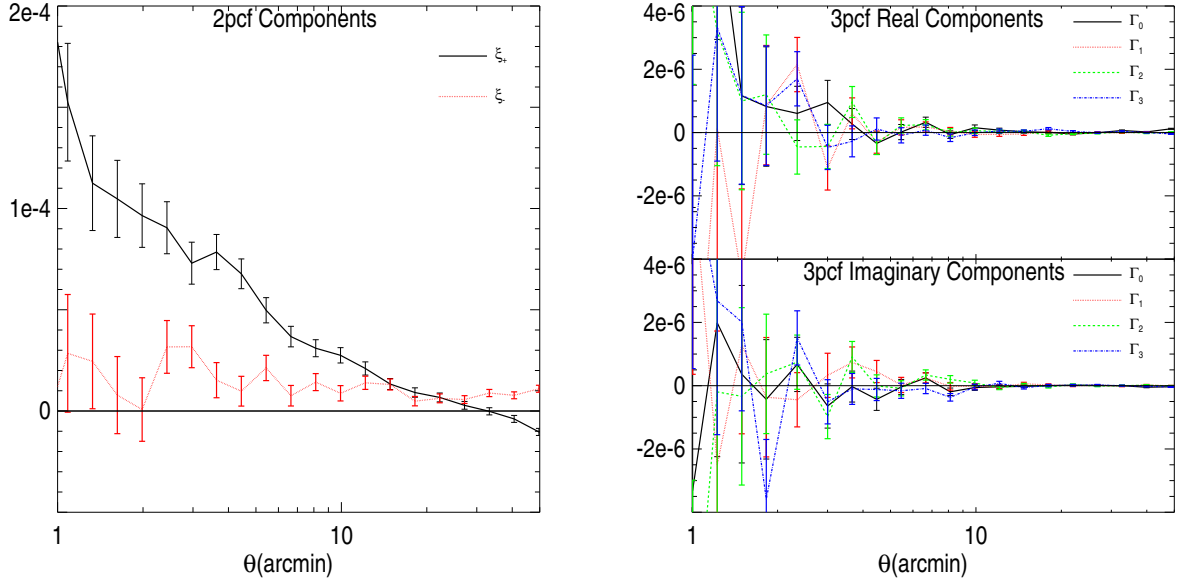 2pcf Components
2e-4
1e-4
0
ξ+
ξ-
1
10
θ(arcmin)
3pcf Real Components
4e-6
2e-6
0
-2e-6
Γ0
Γ1
Γ2
Γ3
3pcf Imaginary Components
4e-6
2e-6
0
-2e-6
Γ0
Γ1
Γ2
Γ3
1
10
θ(arcmin)